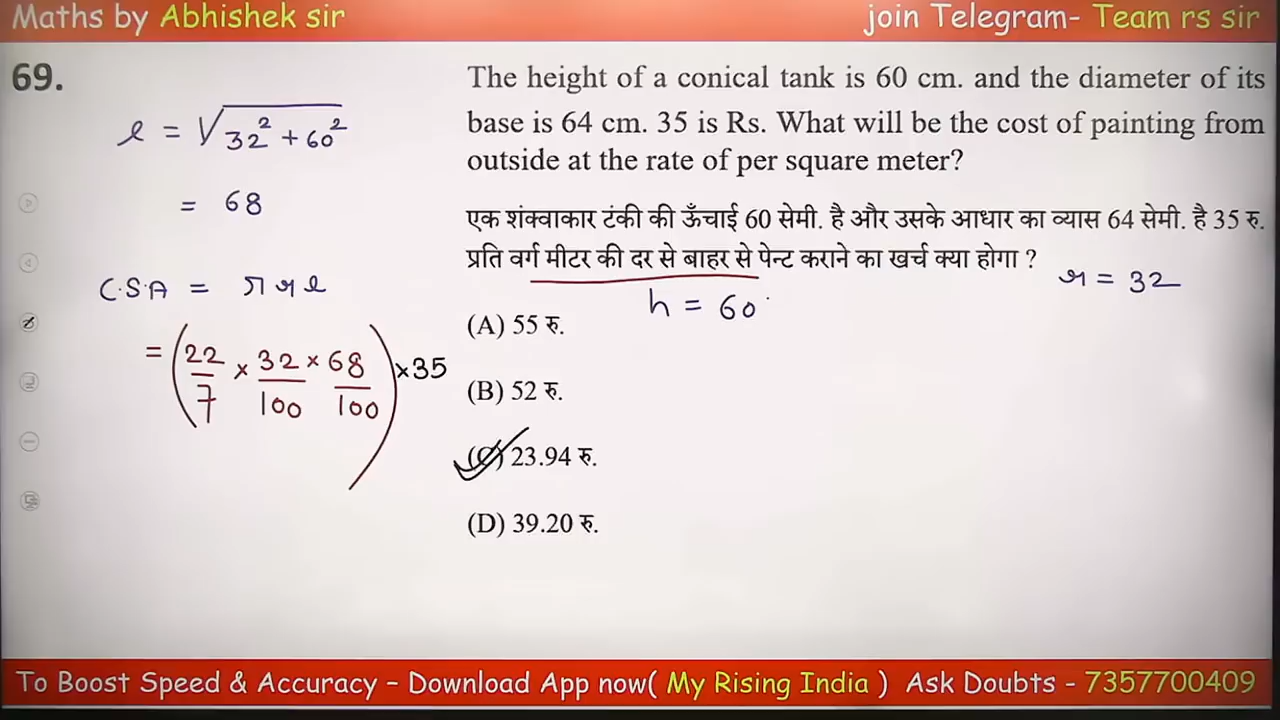 Maths by Abhishek sir
join Telegram- Team rs sir
69.
The height of a conical tank is 60 cm. and the diameter of its
base is 64 cm. 35 is Rs. What will be the cost of painting from
outside at the rate of per square meter?
एक शंक्वाकार टंकी की ऊँचाई 60 सेमी. है और उसके आधार का व्यास 64 सेमी. है 35 रु.
प्रति वर्ग मीटर की दर से बाहर से पेन्ट कराने का खर्च क्या होगा ?
r = 32
h = 60
(A) 55 रु.
(B) 52 रु.
(C) 23.94 रु.
(D) 39.20 रु.
l = √32² + 60²
= 68
C.S.A = π r l
= (22/7 × 32/100 × 68/100) × 35
To Boost Speed & Accuracy – Download App now( My Rising India ) Ask Doubts - 7357700409